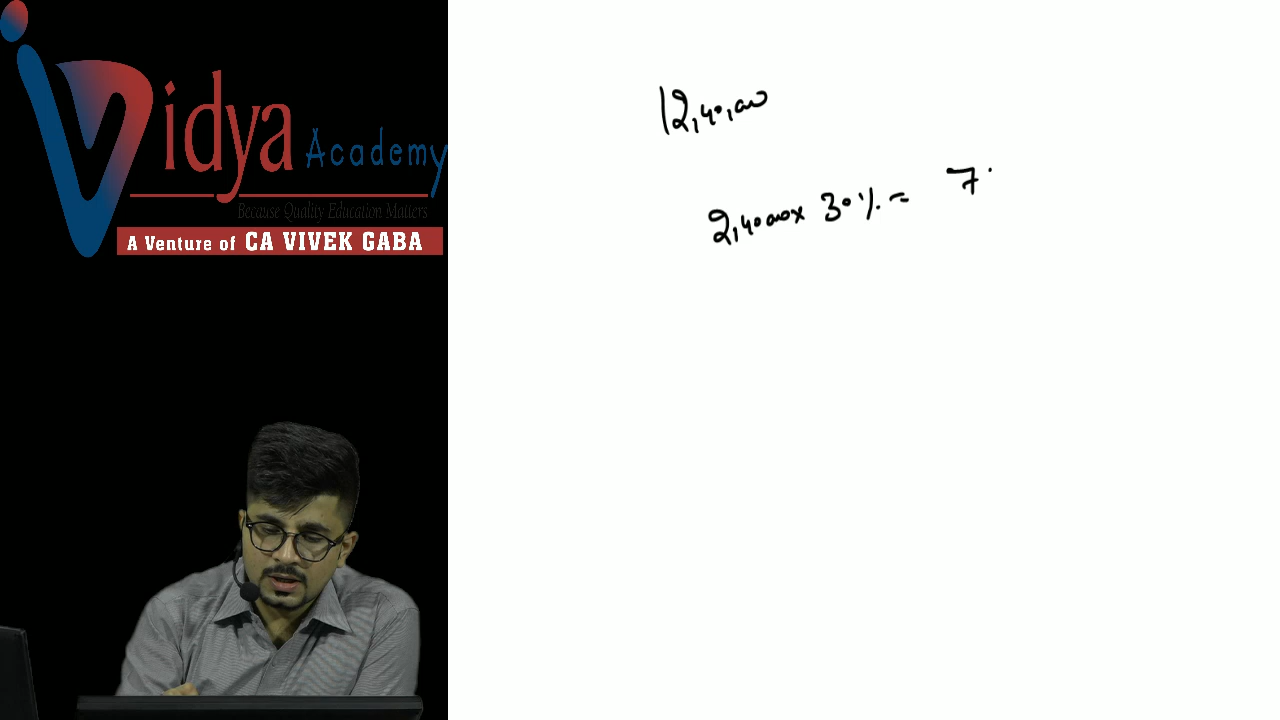 Vidya Academy
Because Quality Education Matters
A Venture of CA VIVEK GABA
12,40,000
2,40,000 x 30% = 7